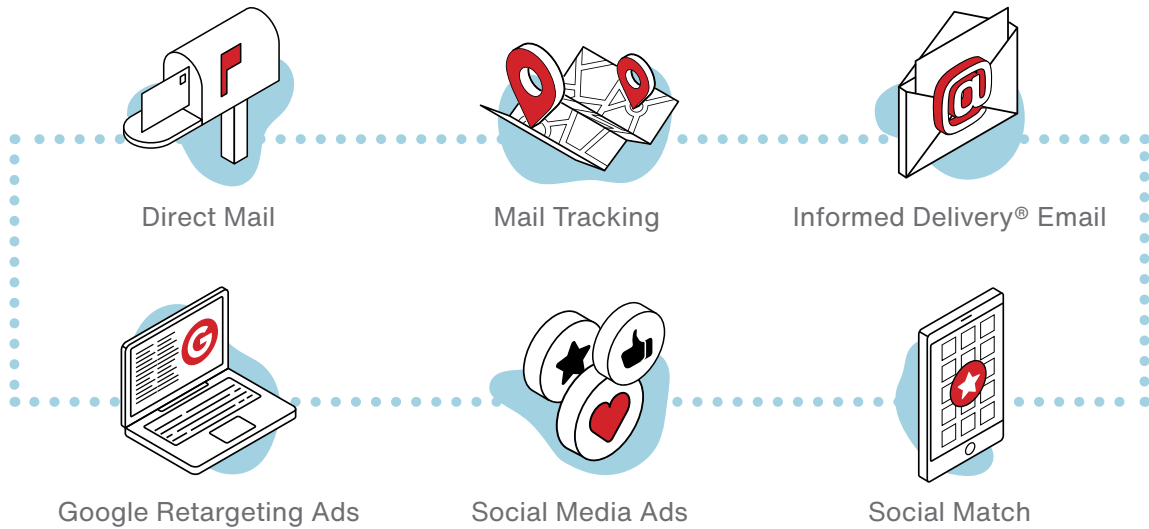 Direct Mail
Mail Tracking
Informed Delivery® Email
G
@
Google Retargeting Ads
Social Media Ads
Social Match